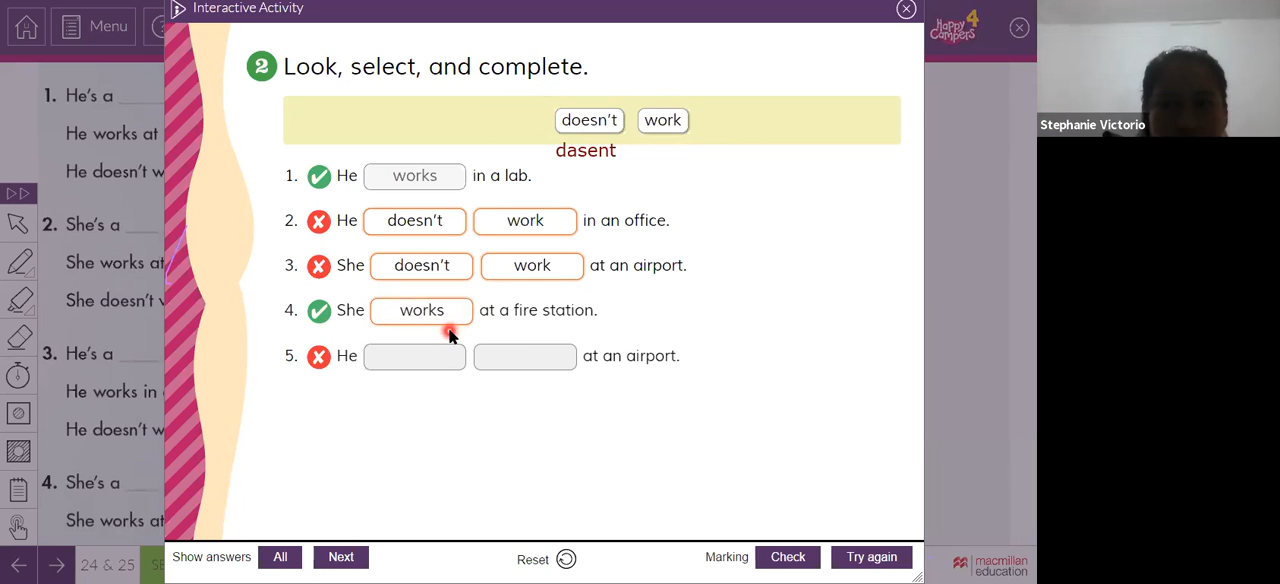 Interactive Activity
Menu
Happy Campers 4
Stephanie Victorio
2 Look, select, and complete.
doesn't work
dasent
1. He works in a lab.
2. He doesn't work in an office.
3. She doesn't work at an airport.
4. She works at a fire station.
5. He at an airport.
1. He's a
He works at
He doesn't w
2. She's a
She works at
She doesn't w
3. He's a
He works in
He doesn't w
4. She's a
She works at
24 & 25
SE
Show answers All Next Reset Marking Check Try again
macmillan
education